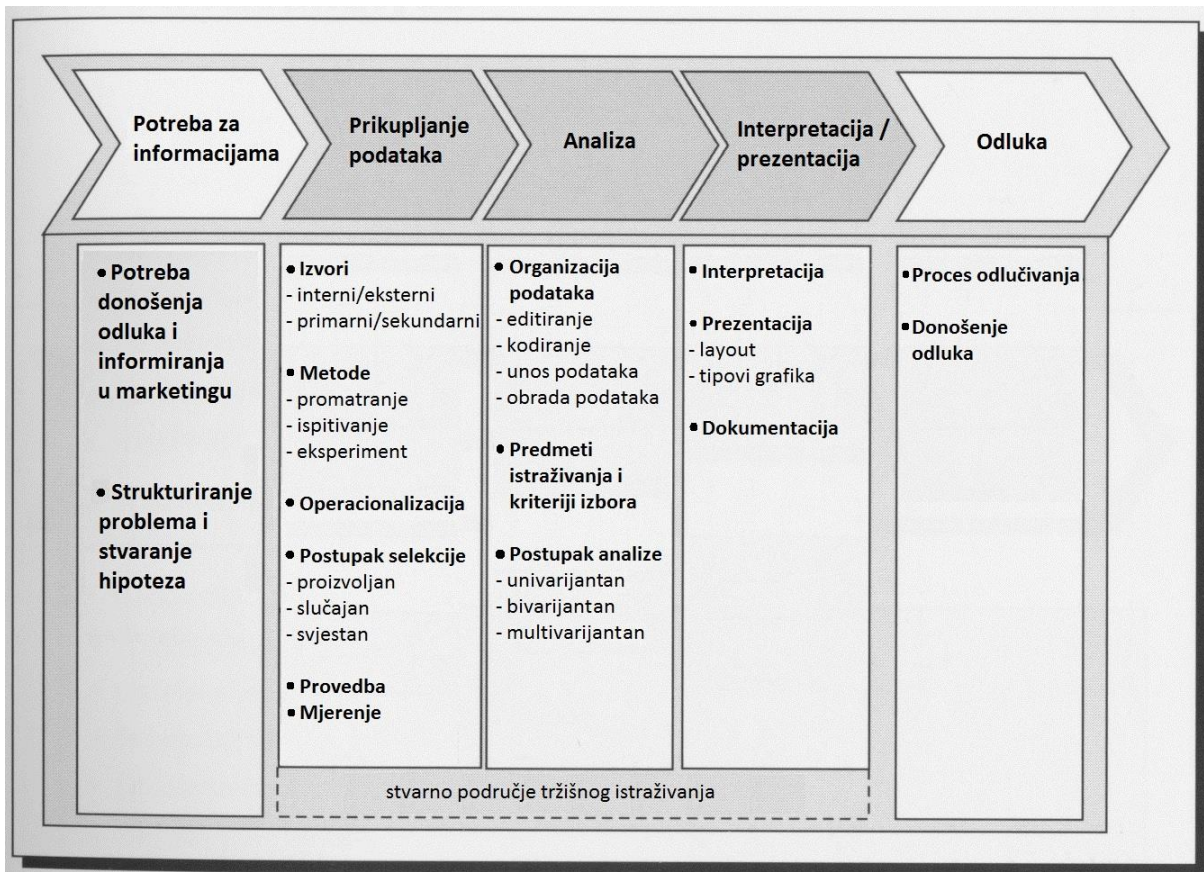 Potreba za
informacijama
Prikupljanje
podataka
Analiza
Interpretacija /
prezentacija
Odluka
• Potreba
donošenja
odluka i
informiranja
u marketingu
• Strukturiranje
problema i
stvaranje
hipoteza
• Izvori
- interni/eksterni
- primarni/sekundarni
• Metode
- promatranje
- ispitivanje
- eksperiment
• Operacionalizacija
• Postupak selekcije
- proizvoljan
- slučajan
- svjestan
• Provedba
• Mjerenje
• Organizacija
podataka
- editiranje
- kodiranje
- unos podataka
- obrada podataka
• Predmeti
istraživanja i
kriteriji izbora
• Postupak analize
- univarijantan
- bivarijantan
- multivarijantan
• Interpretacija
• Prezentacija
- layout
- tipovi grafika
• Dokumentacija
• Proces odlučivanja
• Donošenje
odluka
stvarno područje tržišnog istraživanja